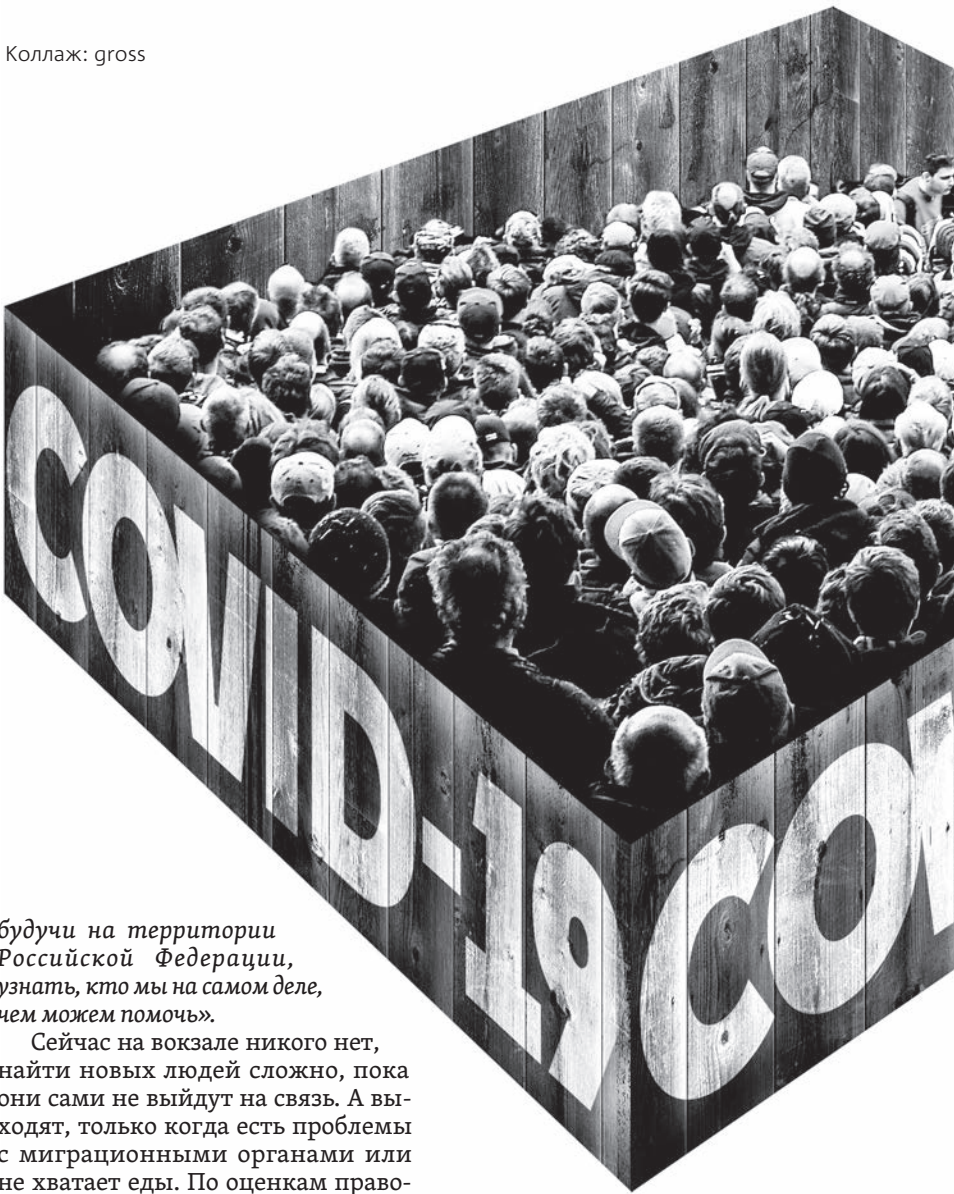 Коллаж: gross
COVID-19
COV
будучи на территории
Российской Федерации,
узнать, кто мы на самом деле,
чем можем помочь».
Сейчас на вокзале никого нет,
найти новых людей сложно, пока
они сами не выйдут на связь. А вы-
ходят, только когда есть проблемы
с миграционными органами или
не хватает еды. По оценкам право-